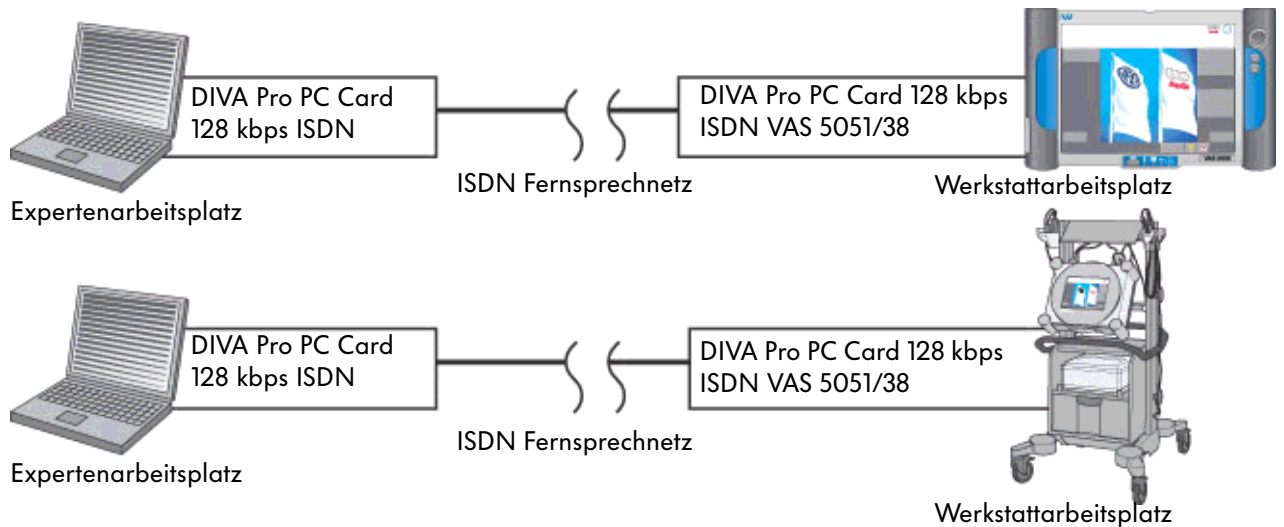 DIVA Pro PC Card
128 kbps ISDN
DIVA Pro PC Card 128 kbps
ISDN VAS 5051/38
ISDN Fernsprechnetz
Werkstattarbeitsplatz
Expertenarbeitsplatz
DIVA Pro PC Card
128 kbps ISDN
DIVA Pro PC Card 128 kbps
ISDN VAS 5051/38
ISDN Fernsprechnetz
Expertenarbeitsplatz
Werkstattarbeitsplatz